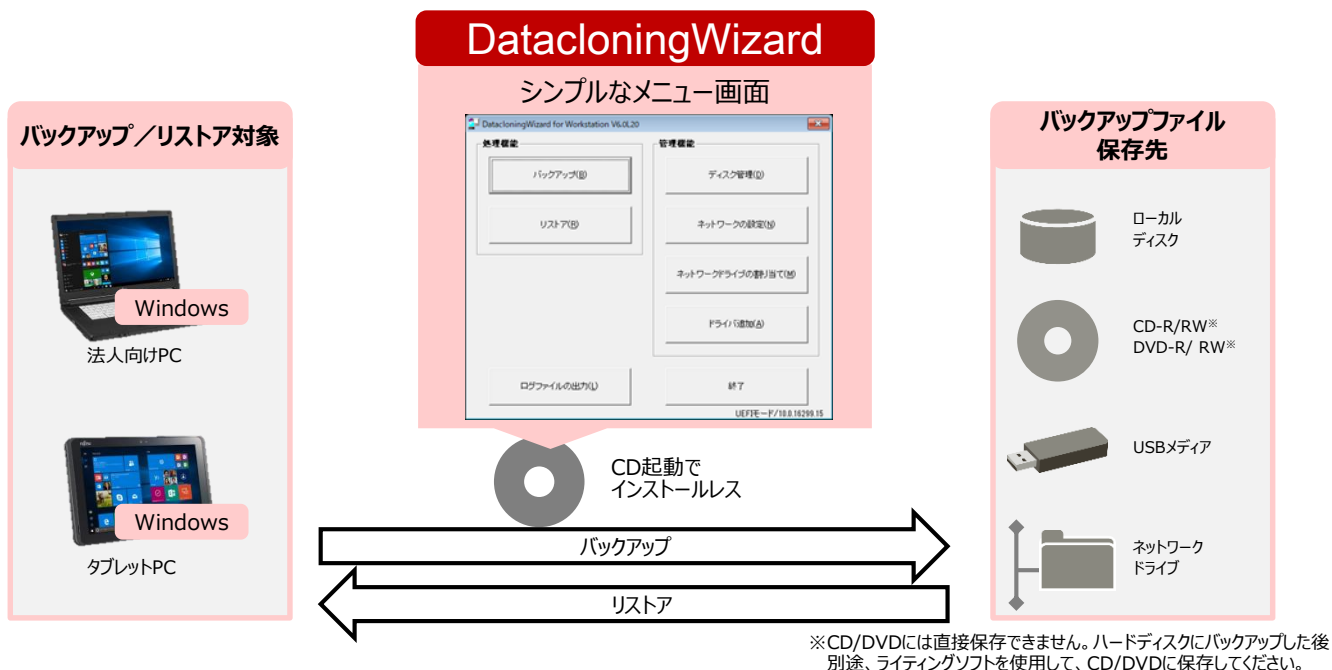 DatacloningWizard
シンプルなメニュー画面
バックアップ／リストア対象
Windows
法人向けPC
Windows
タブレットPC
DatacloningWizard for Workstation V6.0L20
処理機能
管理機能
バックアップ(B)
ディスク管理(D)
リストア(R)
ネットワークの設定(N)
ネットワークドライブの割り当て(M)
ドライバ追加(A)
ログファイルの出力(L)
終了
UEFIモード/10.0.16299.15
CD起動で
インストールレス
バックアップ
リストア
バックアップファイル
保存先
ローカル
ディスク
CD-R/RW※
DVD-R/ RW※
USBメディア
ネットワーク
ドライブ
※CD/DVDには直接保存できません。ハードディスクにバックアップした後
別途、ライティングソフトを使用して、CD/DVDに保存してください。